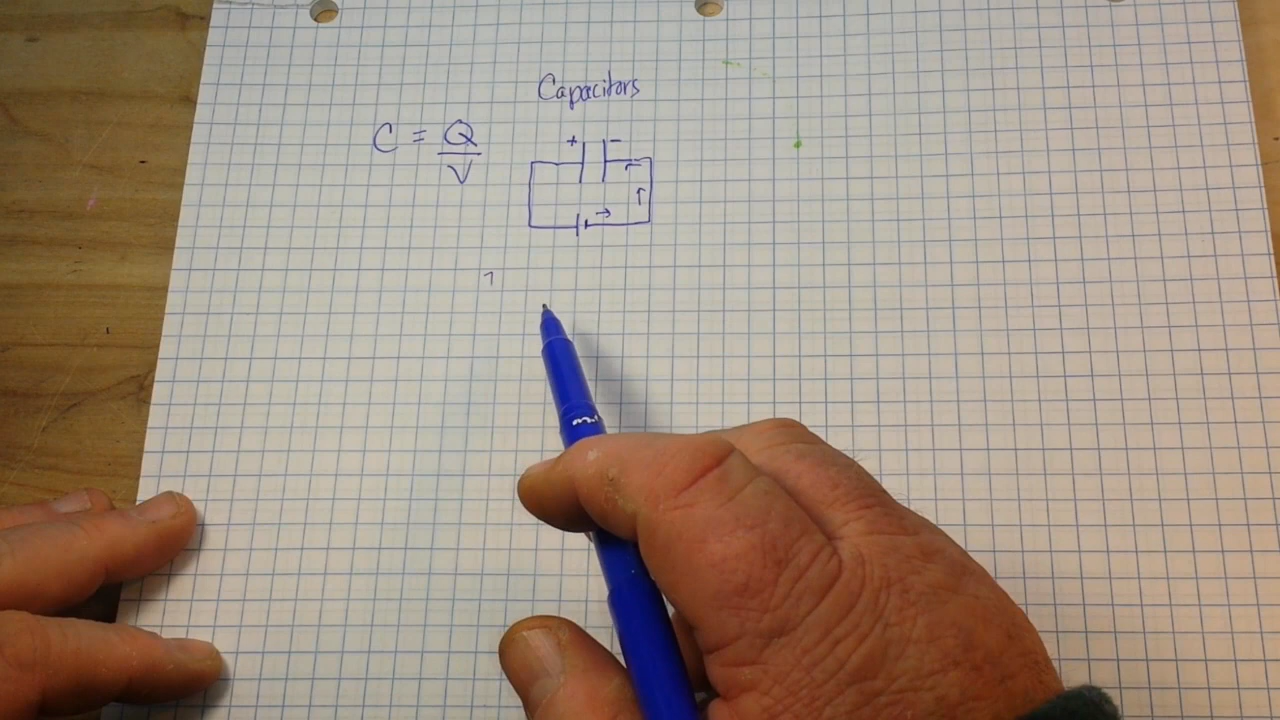 Capacitors
C = Q/V
+ -